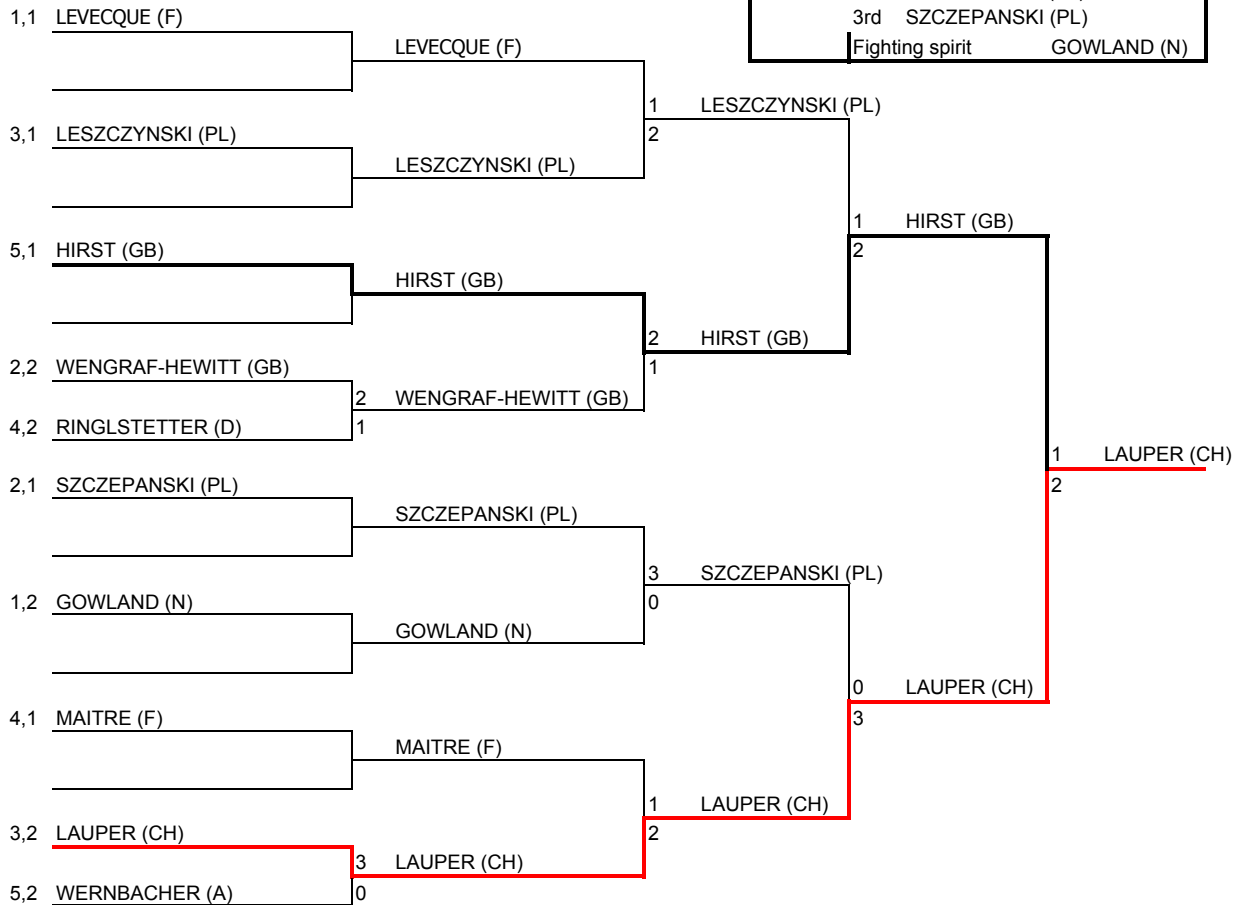 1,1 LEVECQUE (F)
3rd SZCZEPANSKI (PL)
LEVECQUE (F)
Fighting spirit GOWLAND (N)
1 LESZCZYNSKI (PL)
3,1 LESZCZYNSKI (PL)
2
LESZCZYNSKI (PL)
1 HIRST (GB)
5,1 HIRST (GB)
2
HIRST (GB)
2 HIRST (GB)
2,2 WENGRAF-HEWITT (GB)
1
2 WENGRAF-HEWITT (GB)
4,2 RINGLSTETTER (D)
1
1 LAUPER (CH)
2,1 SZCZEPANSKI (PL)
2
SZCZEPANSKI (PL)
3 SZCZEPANSKI (PL)
1,2 GOWLAND (N)
0
GOWLAND (N)
0 LAUPER (CH)
4,1 MAITRE (F)
3
MAITRE (F)
1 LAUPER (CH)
3,2 LAUPER (CH)
2
3 LAUPER (CH)
5,2 WERNBACHER (A)
0